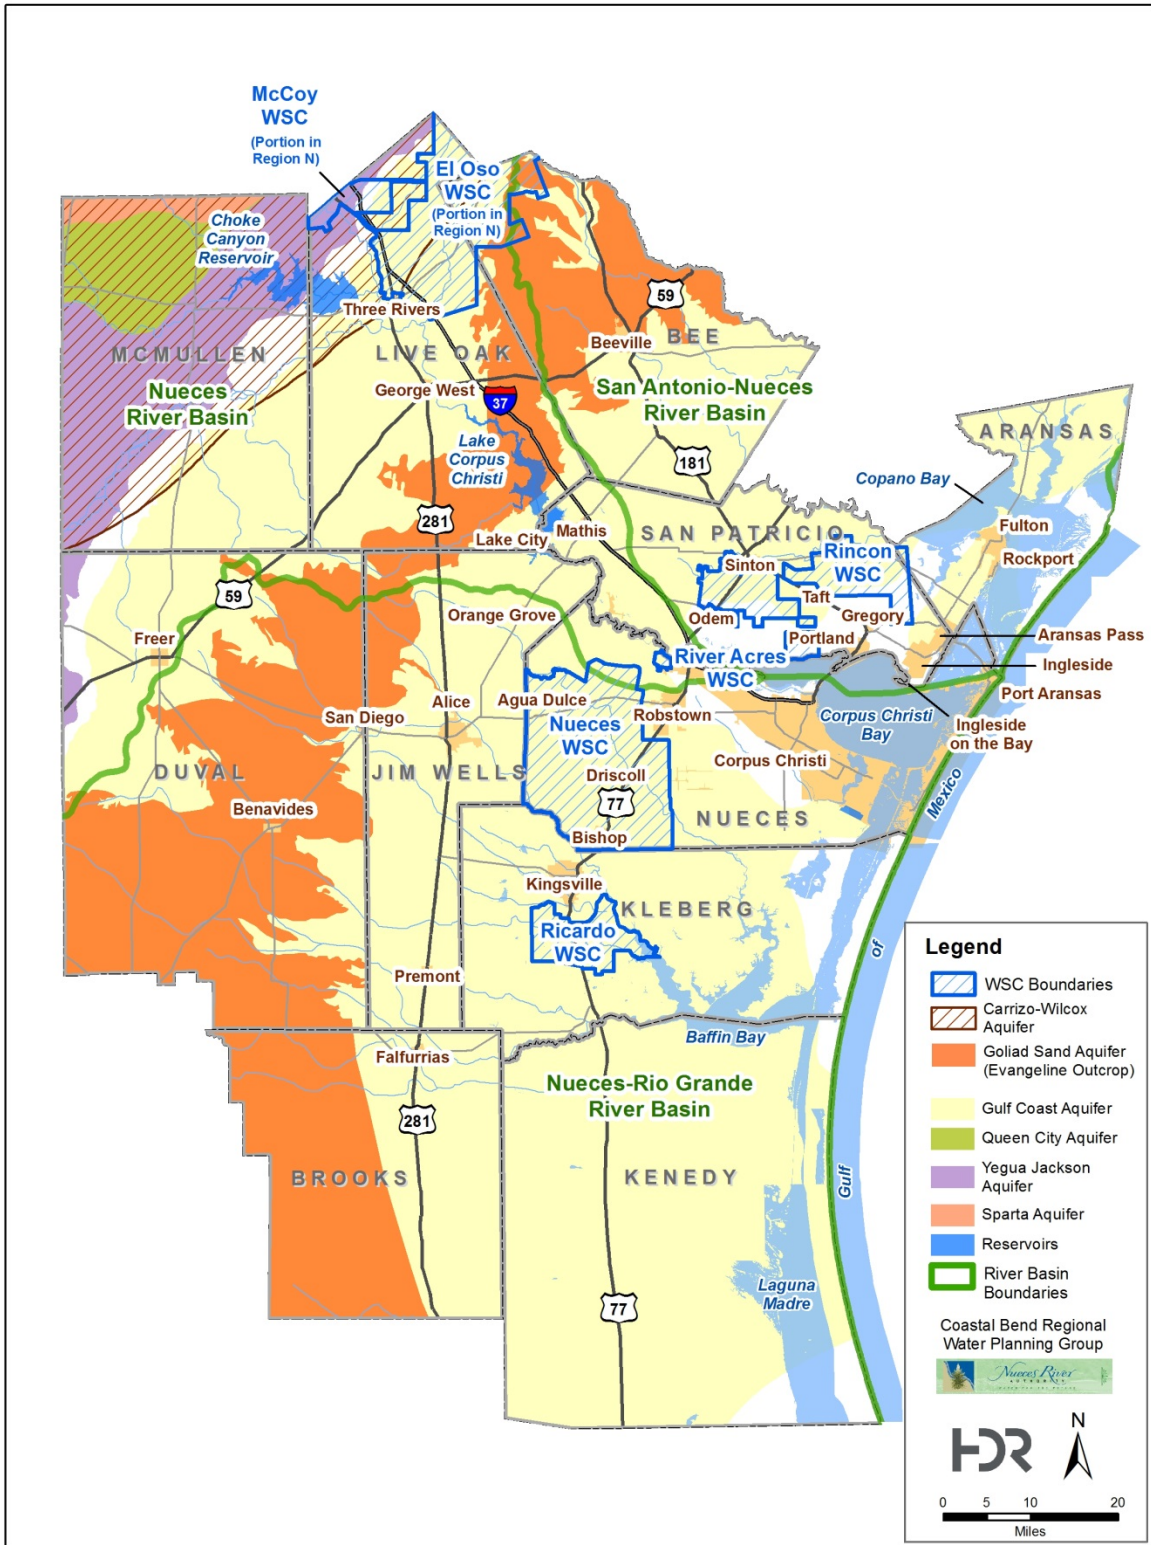 McCoy
WSC
(Portion in
Region N)
El Oso
WSC
(Portion in
Region N)
Choke
Canyon
Reservoir
59
Three Rivers
BEE
Beeville
MCMULLEN
LIVE OAK
Nueces
River Basin
George West
37
San Antonio-Nueces
River Basin
ARANSAS
Lake
Corpus
Christi
181
Copano Bay
281
Mathis
Lake City
SAN PATRICIO
Fulton
Rincon
WSC
Rockport
Sinton
59
Taft
Orange Grove
Odem
Gregory
Freer
Portland
Aransas Pass
River Acres
WSC
Ingleside
Agua Dulce
Port Aransas
Alice
San Diego
Robstown
Corpus Christi
Bay
Ingleside
on the Bay
Nueces
WSC
Corpus Christi
DUVAL
JIM WELLS
Driscoll
77
Mexico
Benavides
NUECES
Bishop
Kingsville
KLEBERG
Ricardo
WSC
of
Premont
Baffin Bay
Falfurrias
Nueces-Rio Grande
River Basin
281
BROOKS
KENEDY
Gulf
Laguna
Madre
77
Legend
WSC Boundaries
Carrizo-Wilcox
Aquifer
Goliad Sand Aquifer
(Evangeline Outcrop)
Gulf Coast Aquifer
Queen City Aquifer
Yegua Jackson
Aquifer
Sparta Aquifer
Reservoirs
River Basin
Boundaries
Coastal Bend Regional
Water Planning Group
Nueces River
AUTHORITY
HDR
N
0 5 10 20
Miles